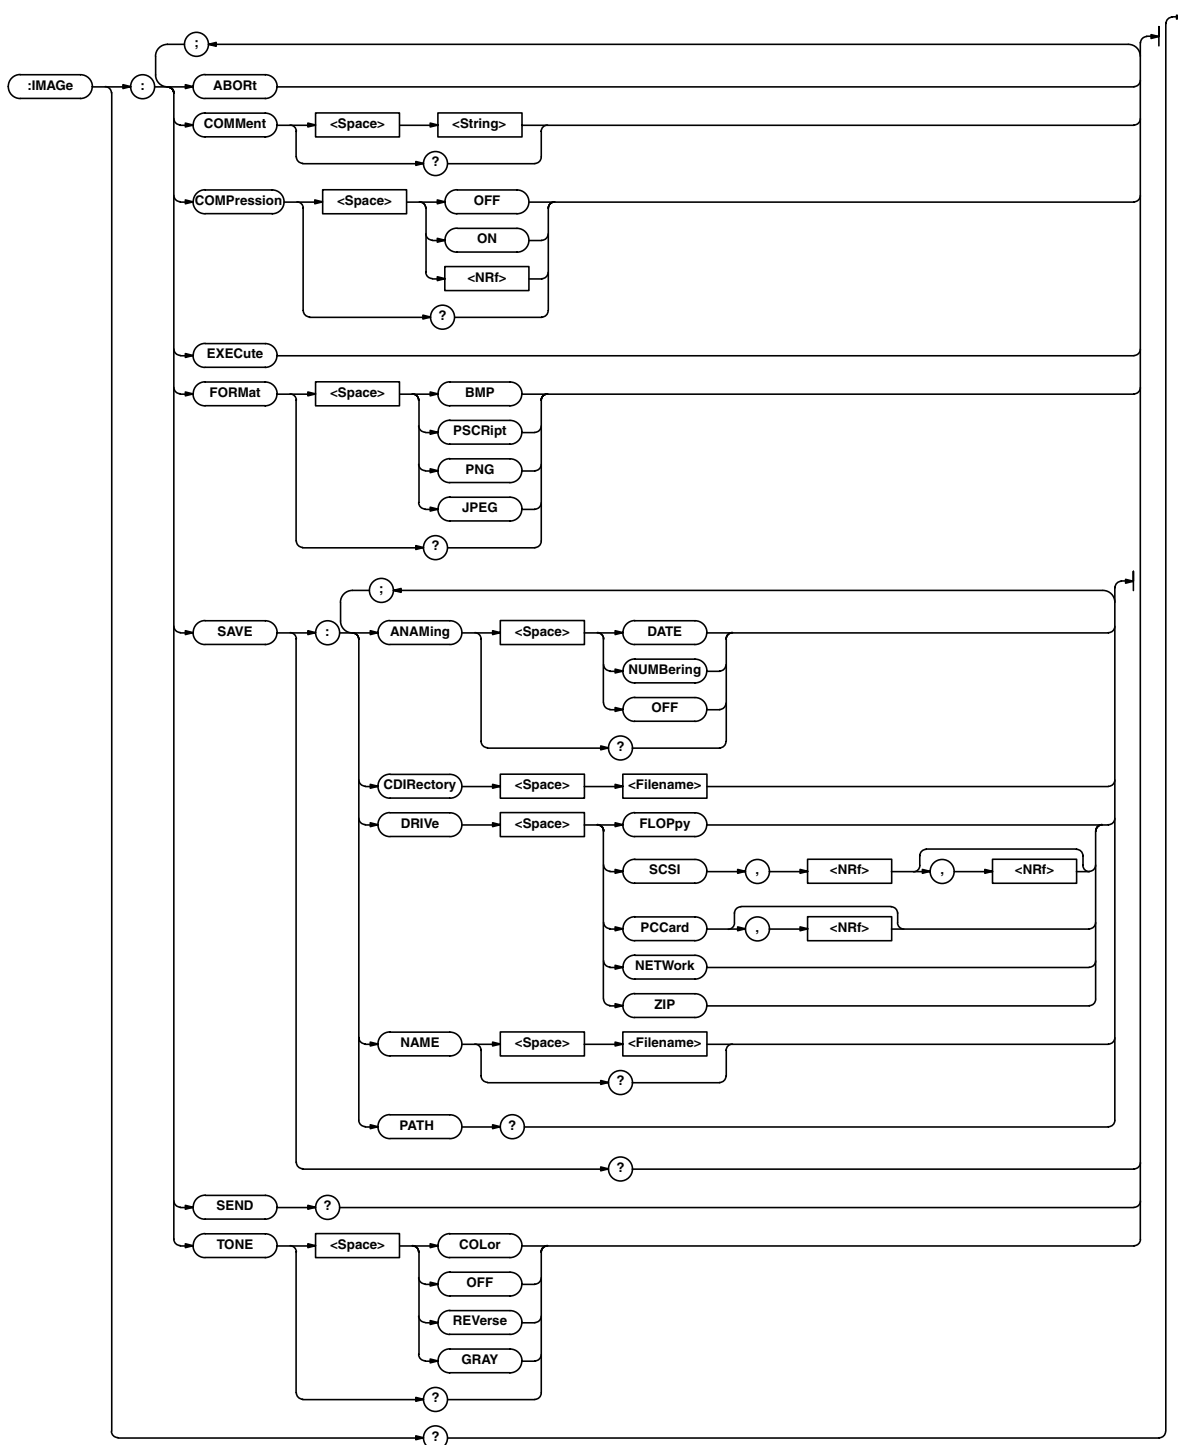 ;
:IMAGe : ABORt
COMMent <Space> <String>
?
COMPression <Space> OFF
ON
<NRf>
?
EXECute
FORMat <Space> BMP
PSCRipt
PNG
JPEG
?
;
SAVE : ANAMing <Space> DATE
NUMBering
OFF
?
CDIRectory <Space> <Filename>
DRIVe <Space> FLOPpy
SCSI , <NRf> , <NRf>
PCCard , <NRf>
NETWork
ZIP
NAME <Space> <Filename>
?
PATH ?
?
SEND ?
TONE <Space> COLor
OFF
REVerse
GRAY
?
?